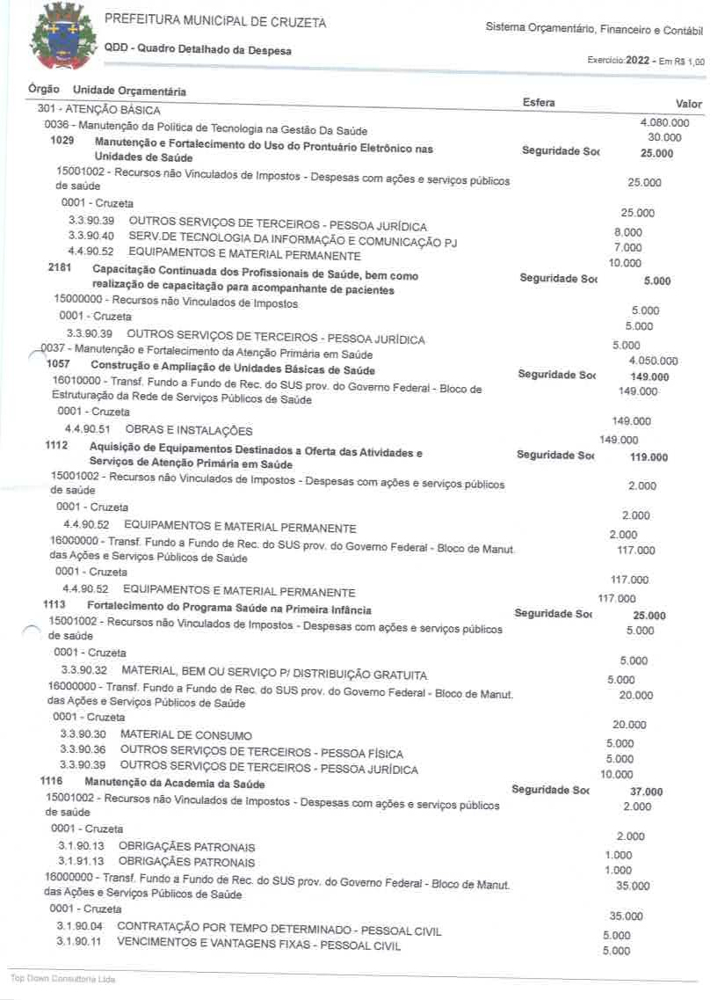 PREFEITURA MUNICIPAL DE CRUZETA
Sistema Orçamentário, Financeiro e Contábil
QDD - Quadro Detalhado da Despesa
Exercício:2022 - Em R$ 1,00
Órgão Unidade Orçamentária Esfera Valor
301 - ATENÇÃO BÁSICA 4.080.000
0036 - Manutenção da Política de Tecnologia na Gestão Da Saúde 30.000
1029 Manutenção e Fortalecimento do Uso do Prontuário Eletrônico nas Seguridade Soc 25.000
Unidades de Saúde
15001002 - Recursos não Vinculados de Impostos - Despesas com ações e serviços públicos 25.000
de saúde
0001 - Cruzeta 25.000
3.3.90.39 OUTROS SERVIÇOS DE TERCEIROS - PESSOA JURÍDICA 8.000
3.3.90.40 SERV.DE TECNOLOGIA DA INFORMAÇÃO E COMUNICAÇÃO PJ 7.000
4.4.90.52 EQUIPAMENTOS E MATERIAL PERMANENTE 10.000
2181 Capacitação Continuada dos Profissionais de Saúde, bem como Seguridade Soc 5.000
realização de capacitação para acompanhante de pacientes
15000000 - Recursos não Vinculados de Impostos 5.000
0001 - Cruzeta 5.000
3.3.90.39 OUTROS SERVIÇOS DE TERCEIROS - PESSOA JURÍDICA 5.000
0037 - Manutenção e Fortalecimento da Atenção Primária em Saúde 4.050.000
1057 Construção e Ampliação de Unidades Básicas de Saúde Seguridade Soc 149.000
16010000 - Transf. Fundo a Fundo de Rec. do SUS prov. do Governo Federal - Bloco de 149.000
Estruturação da Rede de Serviços Públicos de Saúde
0001 - Cruzeta 149.000
4.4.90.51 OBRAS E INSTALAÇÕES 149.000
1112 Aquisição de Equipamentos Destinados a Oferta das Atividades e Seguridade Soc 119.000
Serviços de Atenção Primária em Saúde
15001002 - Recursos não Vinculados de Impostos - Despesas com ações e serviços públicos 2.000
de saúde
0001 - Cruzeta 2.000
4.4.90.52 EQUIPAMENTOS E MATERIAL PERMANENTE 2.000
16000000 - Transf. Fundo a Fundo de Rec. do SUS prov. do Governo Federal - Bloco de Manut. 117.000
das Ações e Serviços Públicos de Saúde
0001 - Cruzeta 117.000
4.4.90.52 EQUIPAMENTOS E MATERIAL PERMANENTE 117.000
1113 Fortalecimento do Programa Saúde na Primeira Infância Seguridade Soc 25.000
15001002 - Recursos não Vinculados de Impostos - Despesas com ações e serviços públicos 5.000
de saúde
0001 - Cruzeta 5.000
3.3.90.32 MATERIAL, BEM OU SERVIÇO P/ DISTRIBUIÇÃO GRATUITA 5.000
16000000 - Transf. Fundo a Fundo de Rec. do SUS prov. do Governo Federal - Bloco de Manut. 20.000
das Ações e Serviços Públicos de Saúde
0001 - Cruzeta 20.000
3.3.90.30 MATERIAL DE CONSUMO 5.000
3.3.90.36 OUTROS SERVIÇOS DE TERCEIROS - PESSOA FÍSICA 5.000
3.3.90.39 OUTROS SERVIÇOS DE TERCEIROS - PESSOA JURÍDICA 10.000
1116 Manutenção da Academia da Saúde Seguridade Soc 37.000
15001002 - Recursos não Vinculados de Impostos - Despesas com ações e serviços públicos 2.000
de saúde
0001 - Cruzeta 2.000
3.1.90.13 OBRIGAÇÃES PATRONAIS 1.000
3.1.91.13 OBRIGAÇÃES PATRONAIS 1.000
16000000 - Transf. Fundo a Fundo de Rec. do SUS prov. do Governo Federal - Bloco de Manut. 35.000
das Ações e Serviços Públicos de Saúde
0001 - Cruzeta 35.000
3.1.90.04 CONTRATAÇÃO POR TEMPO DETERMINADO - PESSOAL CIVIL 5.000
3.1.90.11 VENCIMENTOS E VANTAGENS FIXAS - PESSOAL CIVIL 5.000
Top Down Consultoria Ltda